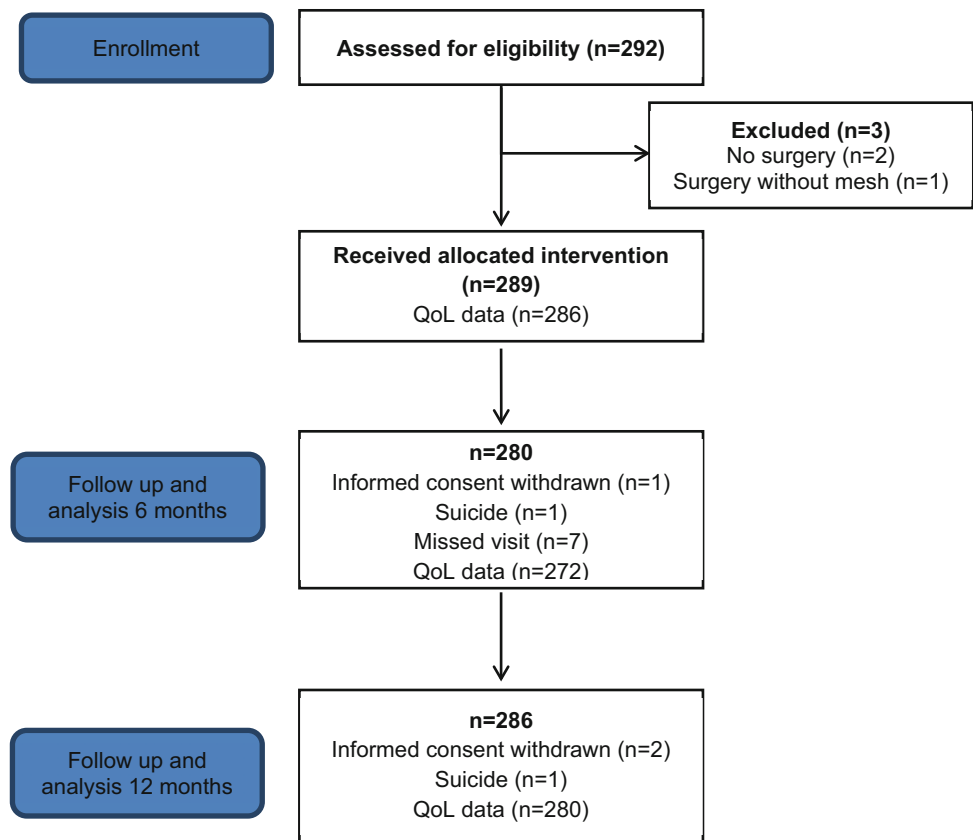 Enrollment
Assessed for eligibility (n=292)
Excluded (n=3)
No surgery (n=2)
Surgery without mesh (n=1)
Received allocated intervention
(n=289)
QoL data (n=286)
Follow up and
analysis 6 months
n=280
Informed consent withdrawn (n=1)
Suicide (n=1)
Missed visit (n=7)
QoL data (n=272)
Follow up and
analysis 12 months
n=286
Informed consent withdrawn (n=2)
Suicide (n=1)
QoL data (n=280)